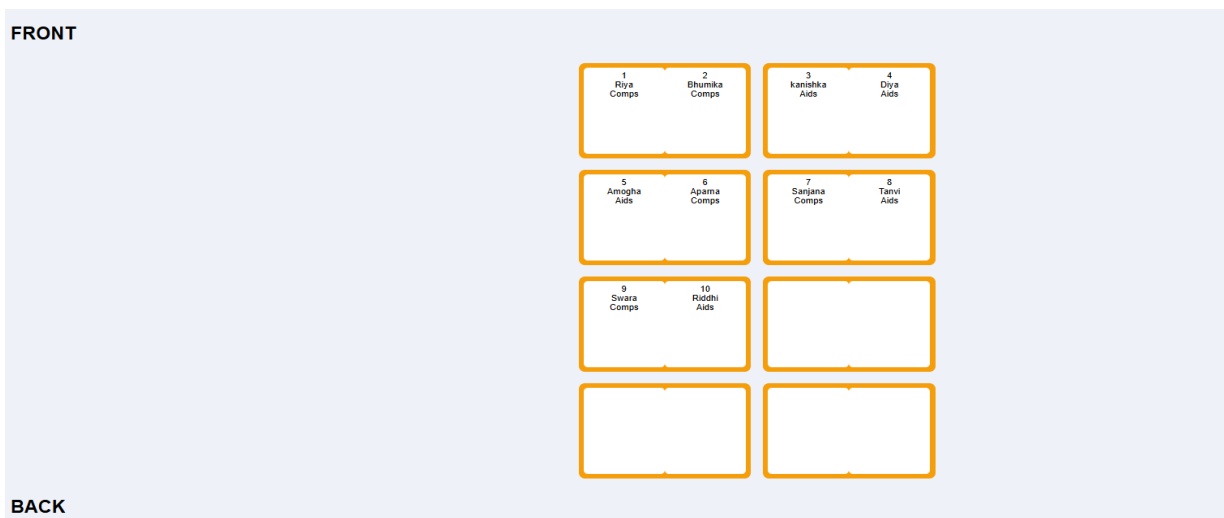 FRONT
1
Riya
Comps
2
Bhumika
Comps
3
kanishka
Aids
4
Diya
Aids
5
Amogha
Aids
6
Aparna
Comps
7
Sanjana
Comps
8
Tanvi
Aids
9
Swara
Comps
10
Riddhi
Aids
BACK